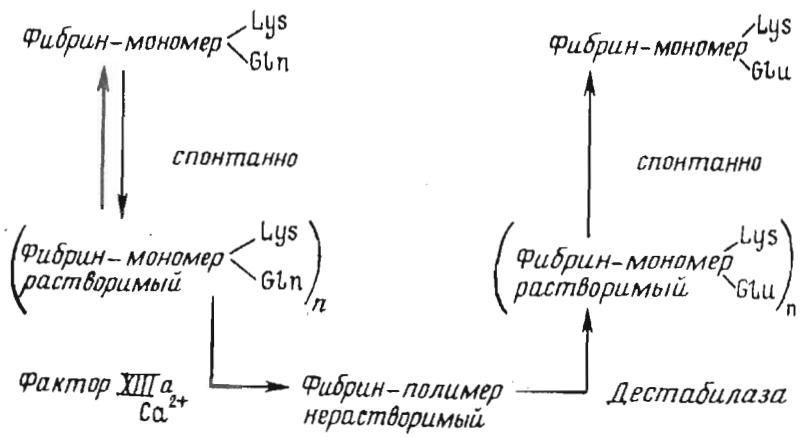 Lys
Фибрин-мономер
Gln
спонтанно
Lys
(Фибрин-мономер
растворимый
Gln)n
Фактор XIIIa
Ca2+
Фибрин-полимер
нерастворимый
Дестабилаза
Lys
(Фибрин-мономер
растворимый
Glu)n
спонтанно
Lys
Фибрин-мономер
Glu